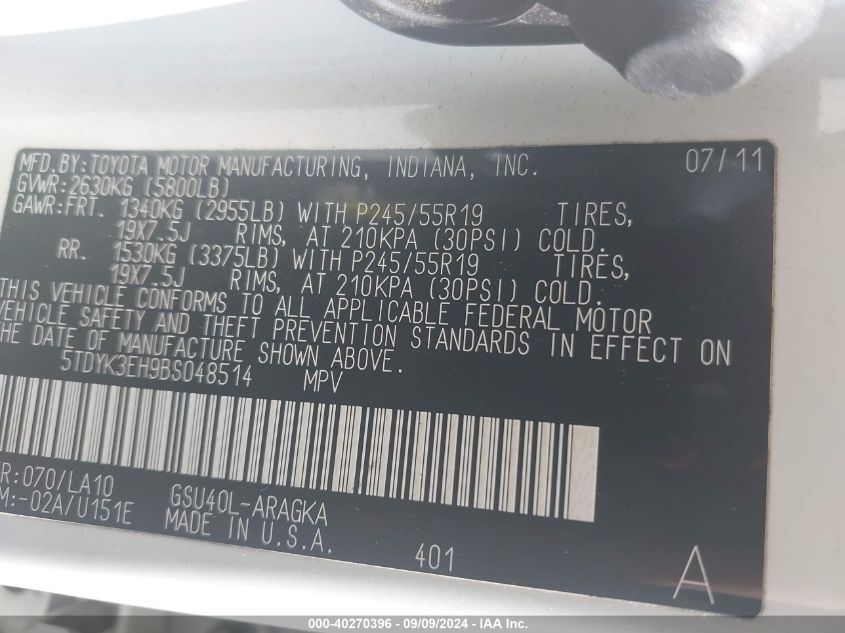 MFD.BY:TOYOTA MOTOR MANUFACTURING, INDIANA, INC. 07/11
GVWR:2630KG (5800LB)
GAWR:FRT. 1340KG (2955LB) WITH P245/55R19 TIRES,
19X7.5J RIMS, AT 210KPA (30PSI) COLD.
RR. 1530KG (3375LB) WITH P245/55R19 TIRES,
19X7.5J RIMS, AT 210KPA (30PSI) COLD.
THIS VEHICLE CONFORMS TO ALL APPLICABLE FEDERAL MOTOR
VEHICLE SAFETY AND THEFT PREVENTION STANDARDS IN EFFECT ON
THE DATE OF MANUFACTURE SHOWN ABOVE.
5TDYK3EH9BS048514 MPV
R:070/LA10 GSU40L-ARAGKA
M:-02A/U151E MADE IN U.S.A.
401 A
000-40270396 - 09/09/2024 - IAA Inc.